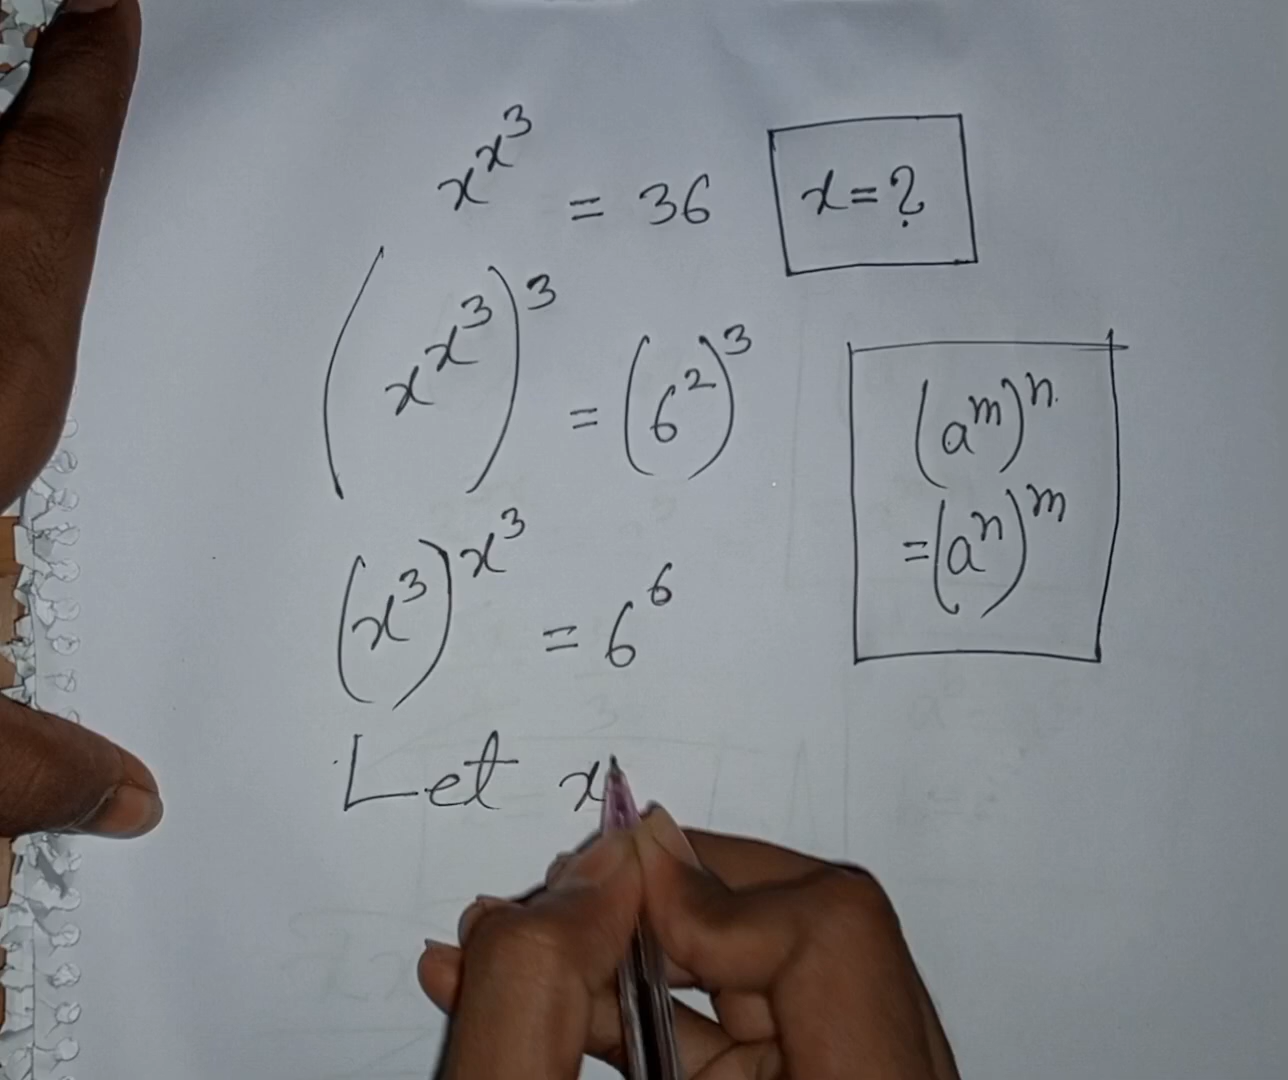 x^{x^3} = 36
x = ?
(x^{x^3})^3 = (6^2)^3
(x^3)^{x^3} = 6^6
(a^m)^n
= (a^n)^m
Let x